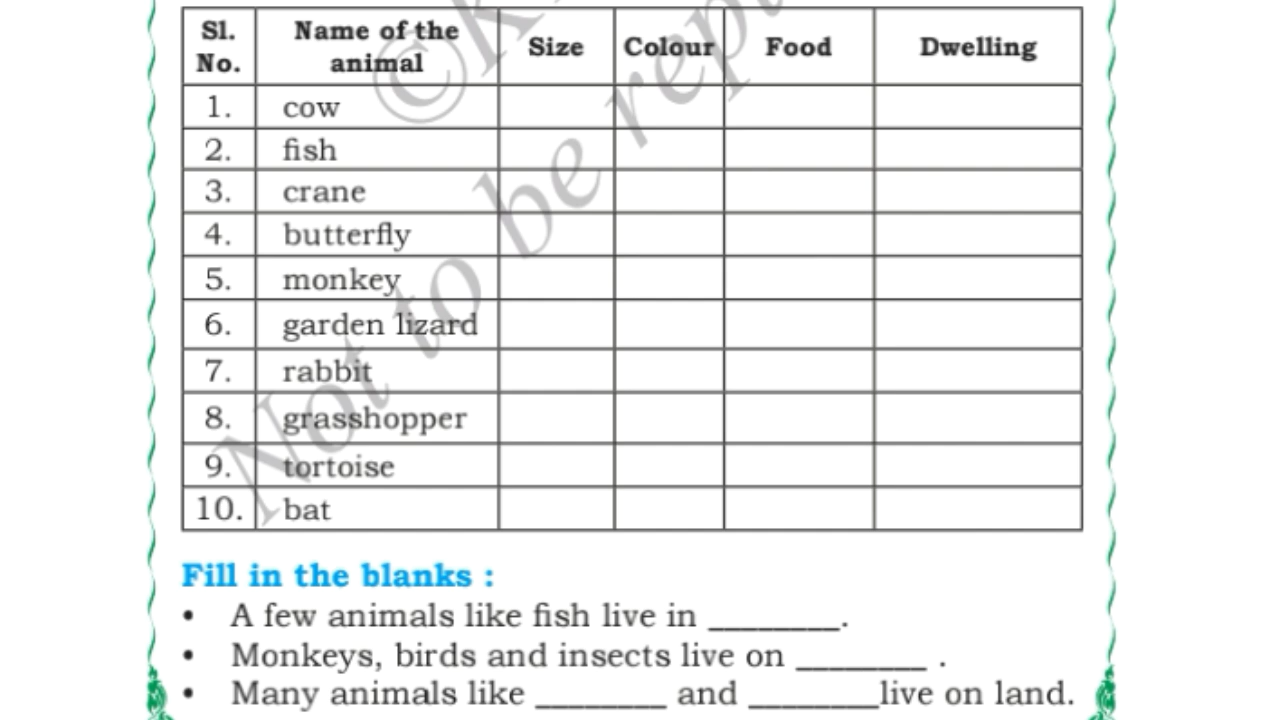 Sl. No. Name of the animal Size Colour Food Dwelling
1. cow
2. fish
3. crane
4. butterfly
5. monkey
6. garden lizard
7. rabbit
8. grasshopper
9. tortoise
10. bat
Not to be
Fill in the blanks :
• A few animals like fish live in ________.
• Monkeys, birds and insects live on ________ .
• Many animals like ________ and ________live on land.